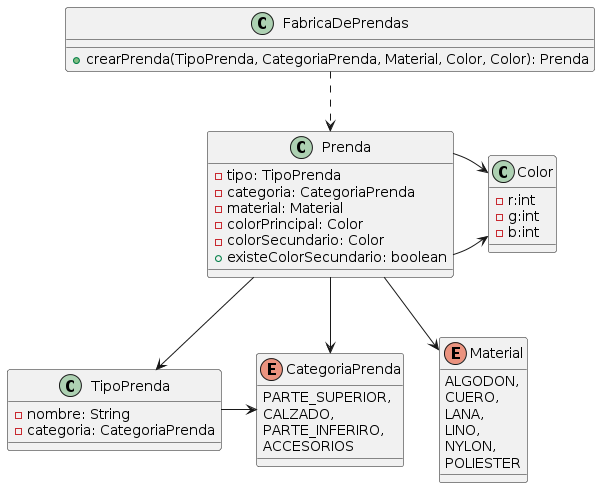 C FabricaDePrendas
crearPrenda(TipoPrenda, CategoriaPrenda, Material, Color, Color): Prenda
C Prenda
tipo: TipoPrenda
categoria: CategoriaPrenda
material: Material
colorPrincipal: Color
colorSecundario: Color
existeColorSecundario: boolean
C Color
r:int
g:int
b:int
C TipoPrenda
nombre: String
categoria: CategoriaPrenda
E CategoriaPrenda
PARTE_SUPERIOR,
CALZADO,
PARTE_INFERIRO,
ACCESORIOS
E Material
ALGODON,
CUERO,
LANA,
LINO,
NYLON,
POLIESTER